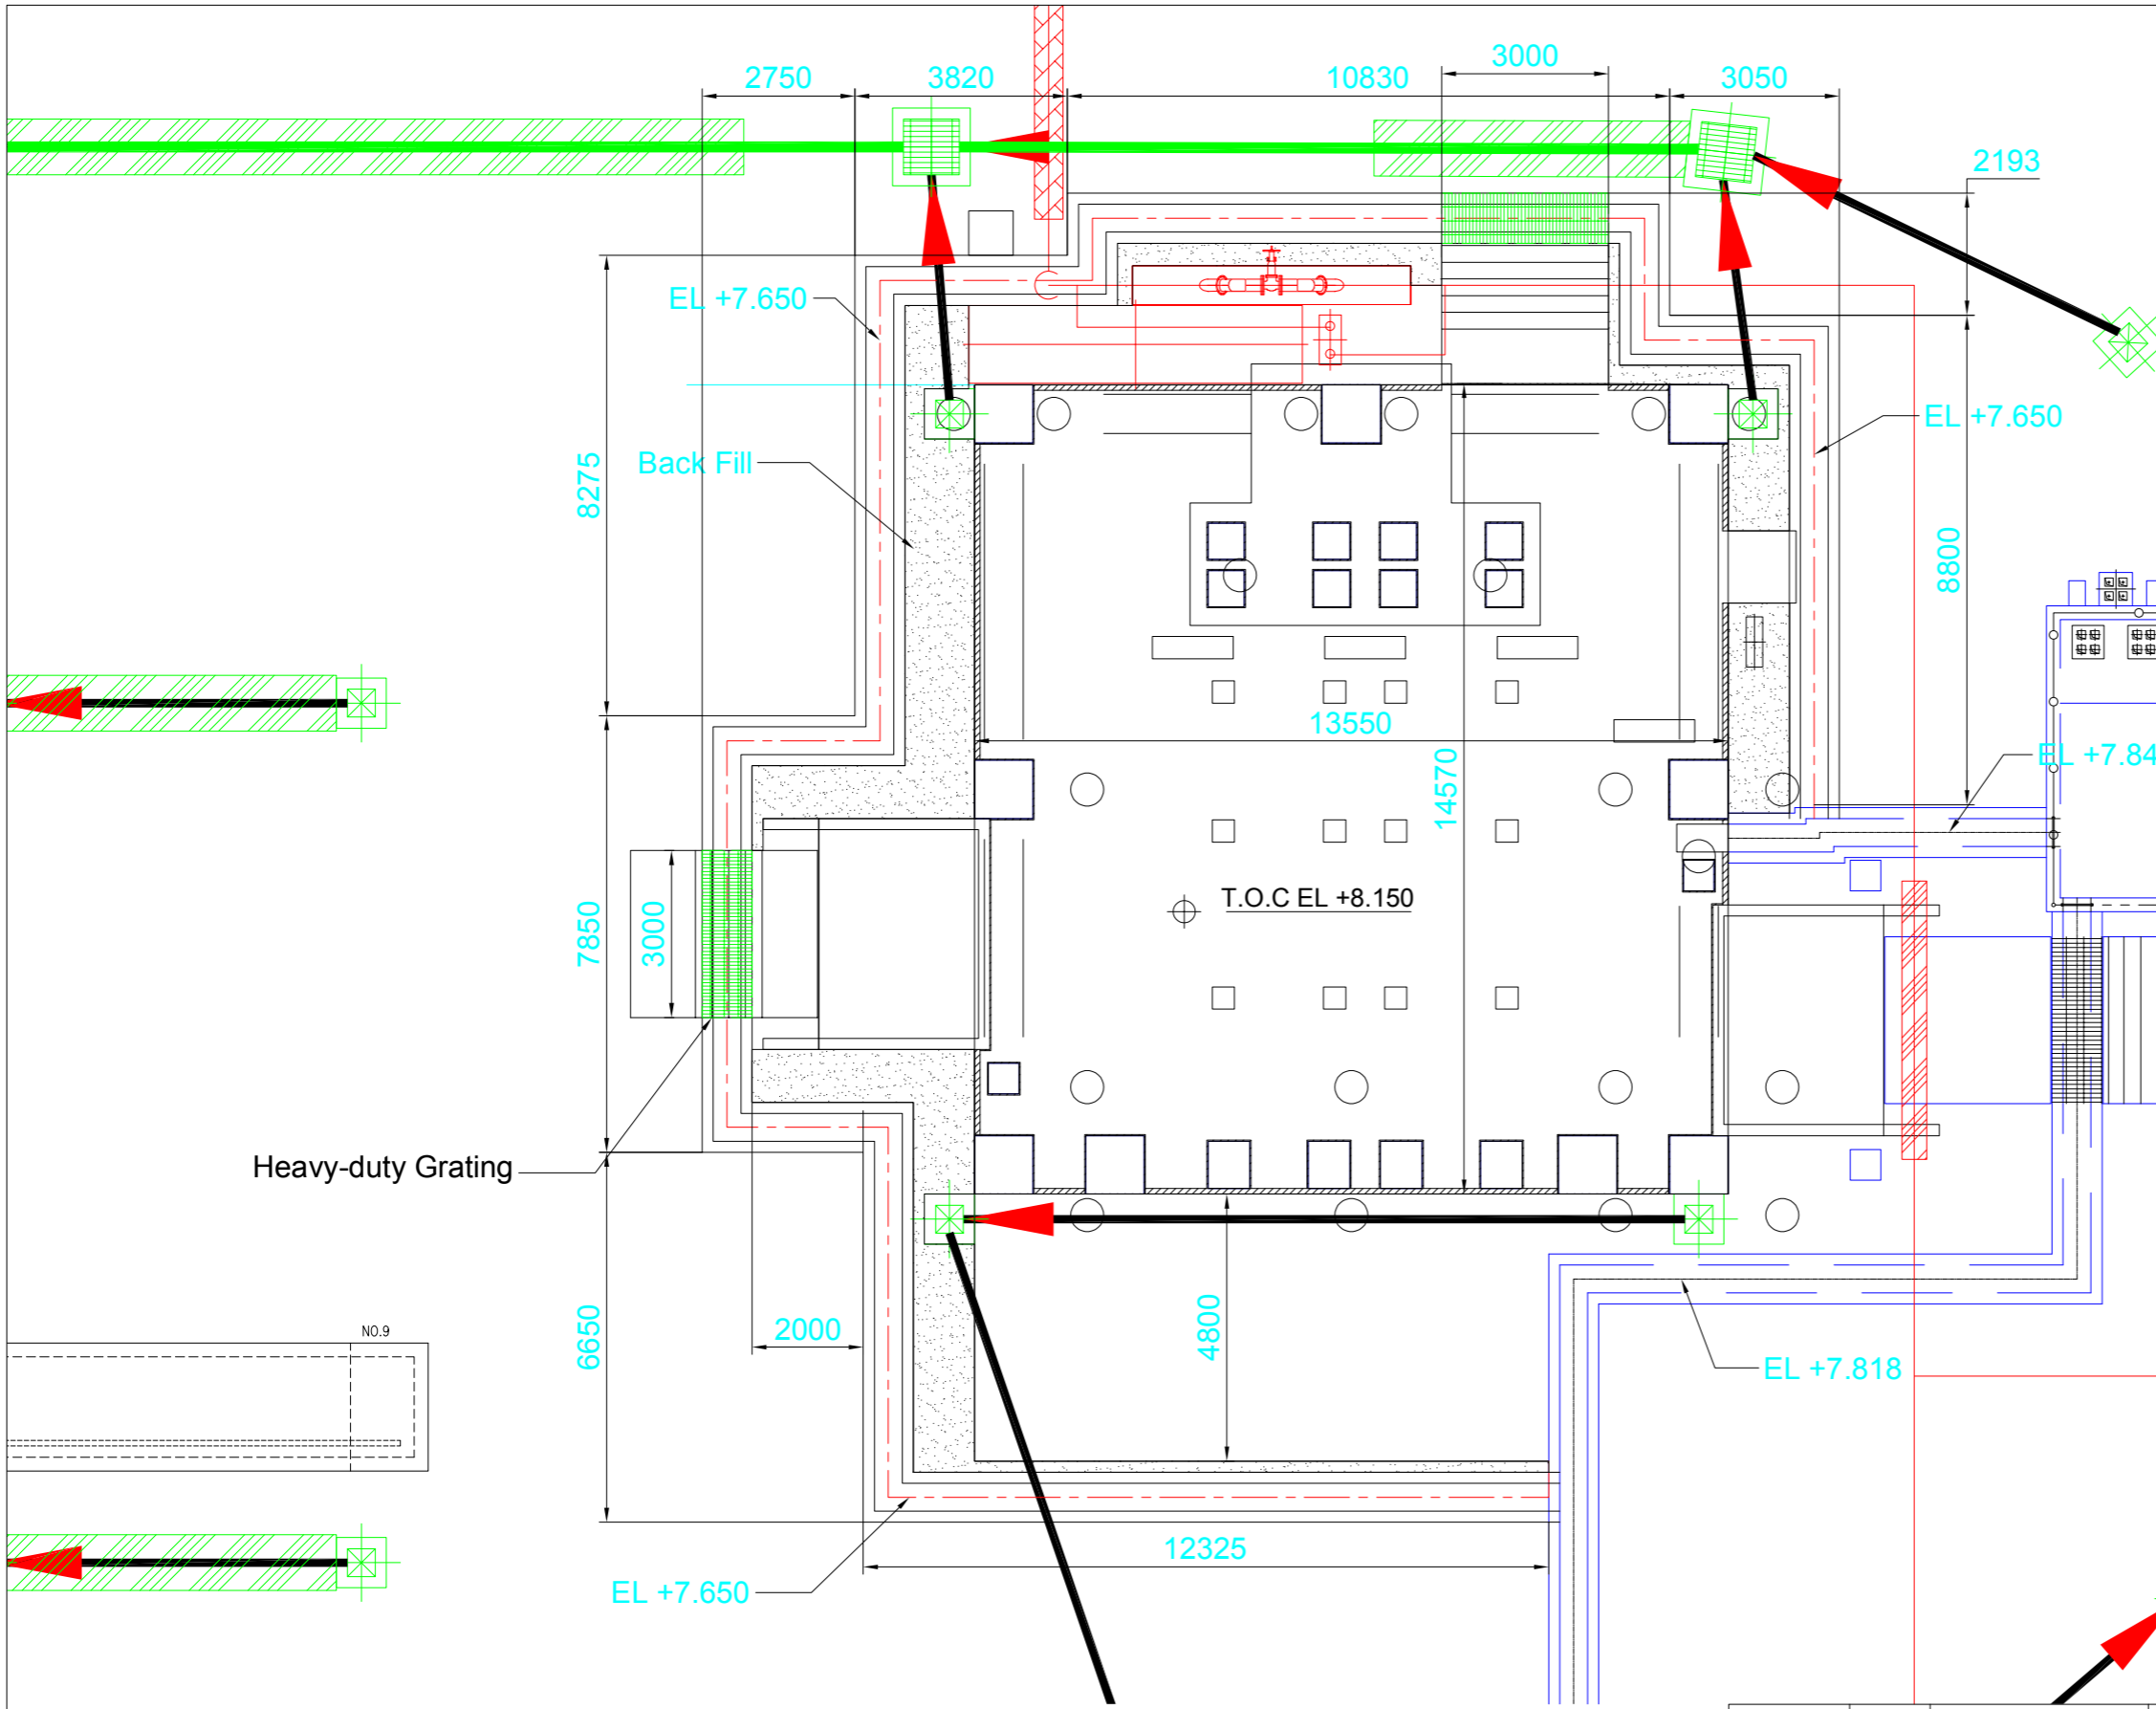 3000
2750
3820
10830
3050
2193
EL +7.650
EL +7.650
Back Fill
8275
8800
13550
14570
EL +7.84
T.O.C EL +8.150
7850
3000
Heavy-duty Grating
NO.9
2000
4800
6650
EL +7.818
12325
EL +7.650